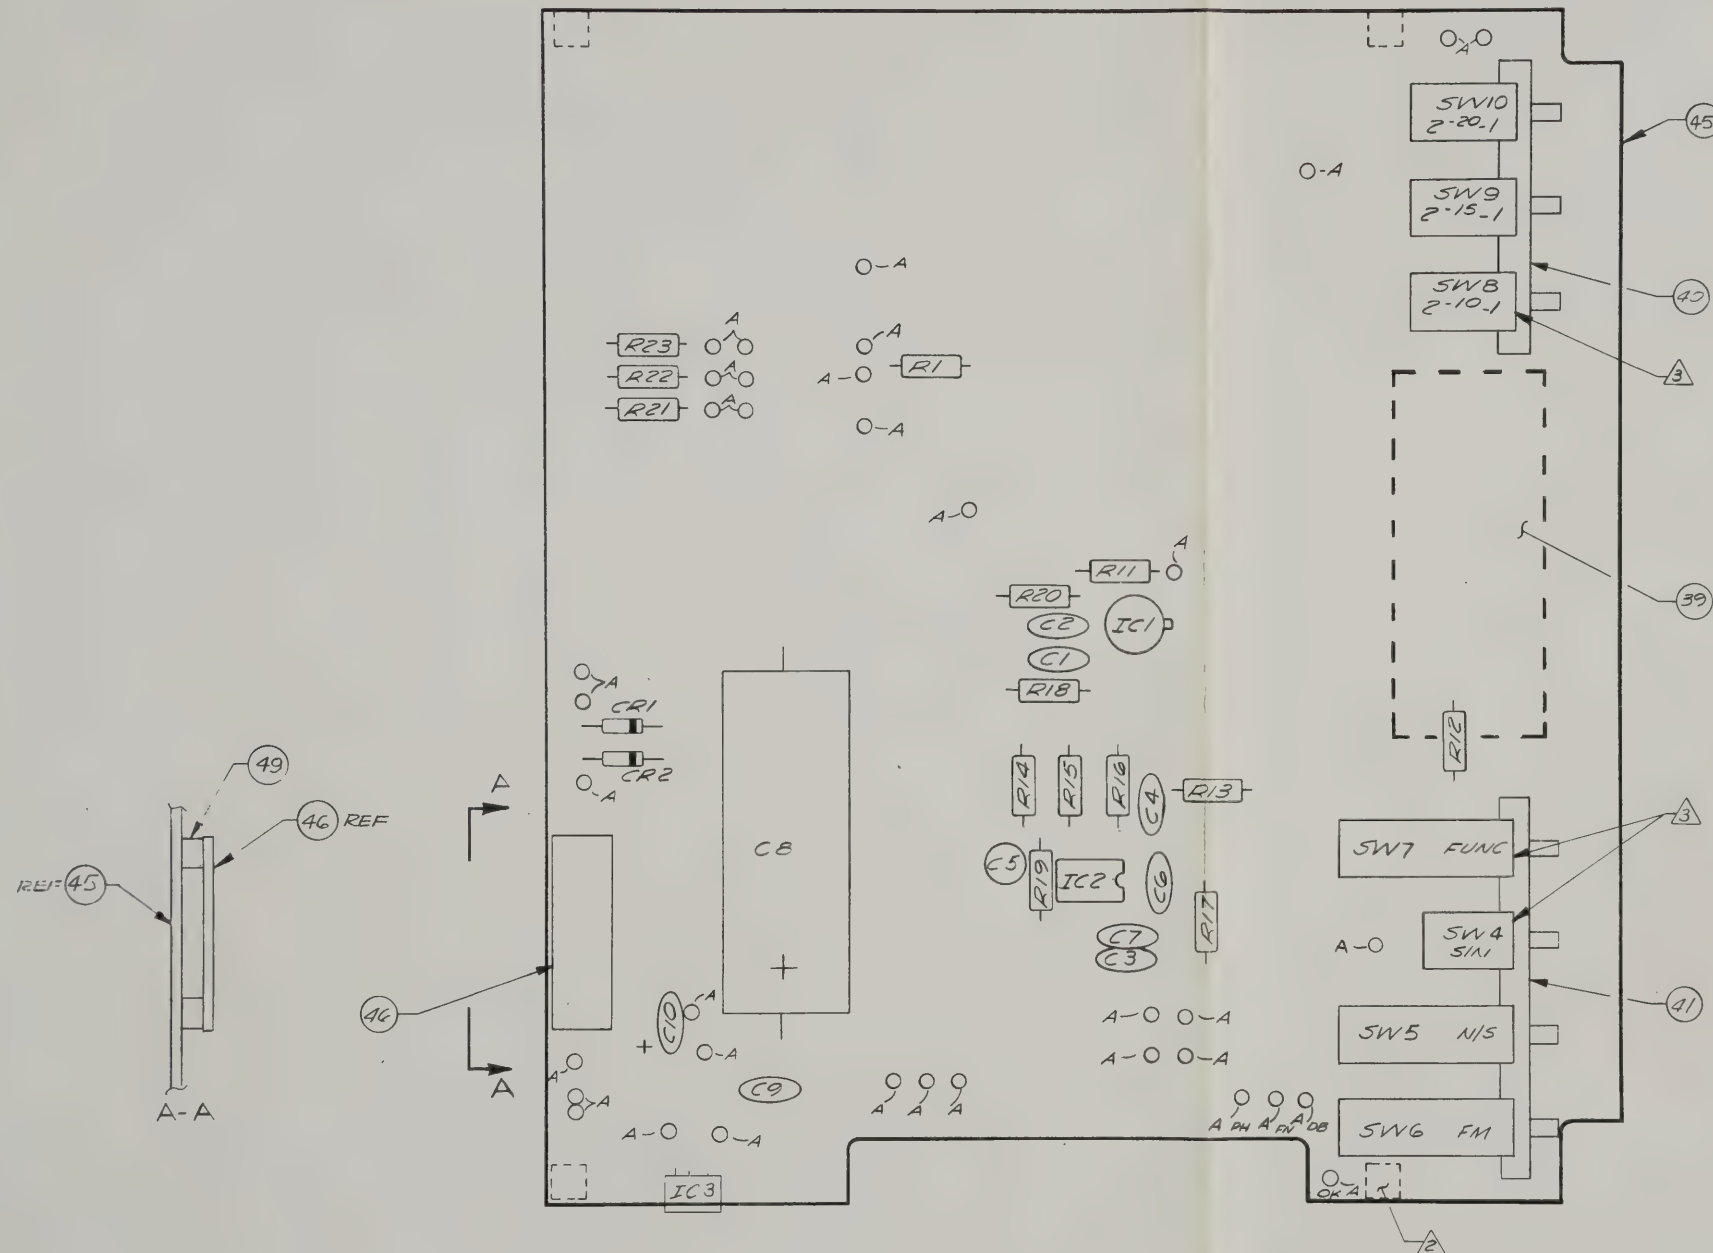 A
SW10
2-20-1
45
A
SW9
2-15-1
A
SW8
2-10-1
40
A
R23
A
A
R22
A
A
R1
3
R21
A
A
A
39
A
R11
R20
C2
IC1
C1
R18
A
CR1
CR2
A
R12
49
46 REF
REF 45
A-A
A
A
46
C8
+
R14
R15
R16
C4
R13
C5
R19
IC2
C6
R17
C7
C3
SW7 FUNC
3
SW4
S/N
A
41
SW5 N/S
SW6 FM
C10
+
A
A
A
A
C9
A
A
IC3
A
A
A
A
A
A
A
A PH
A FN
A DB
OK A
2